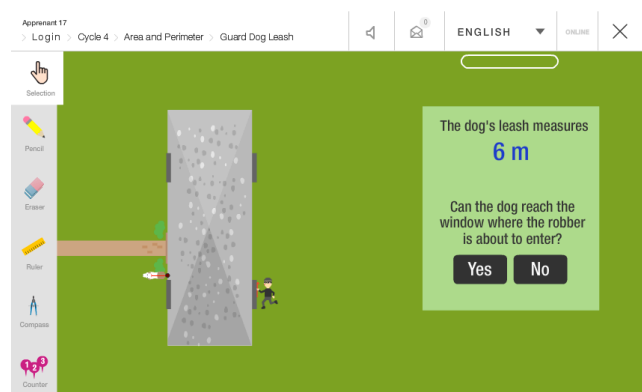 Apprenant 17
> Login > Cycle 4 > Area and Perimeter > Guard Dog Leash
0
ENGLISH
ONLINE
Selection
Pencil
Eraser
Ruler
Compass
1 2 3
Counter
The dog's leash measures
6 m
Can the dog reach the
window where the robber
is about to enter?
Yes No